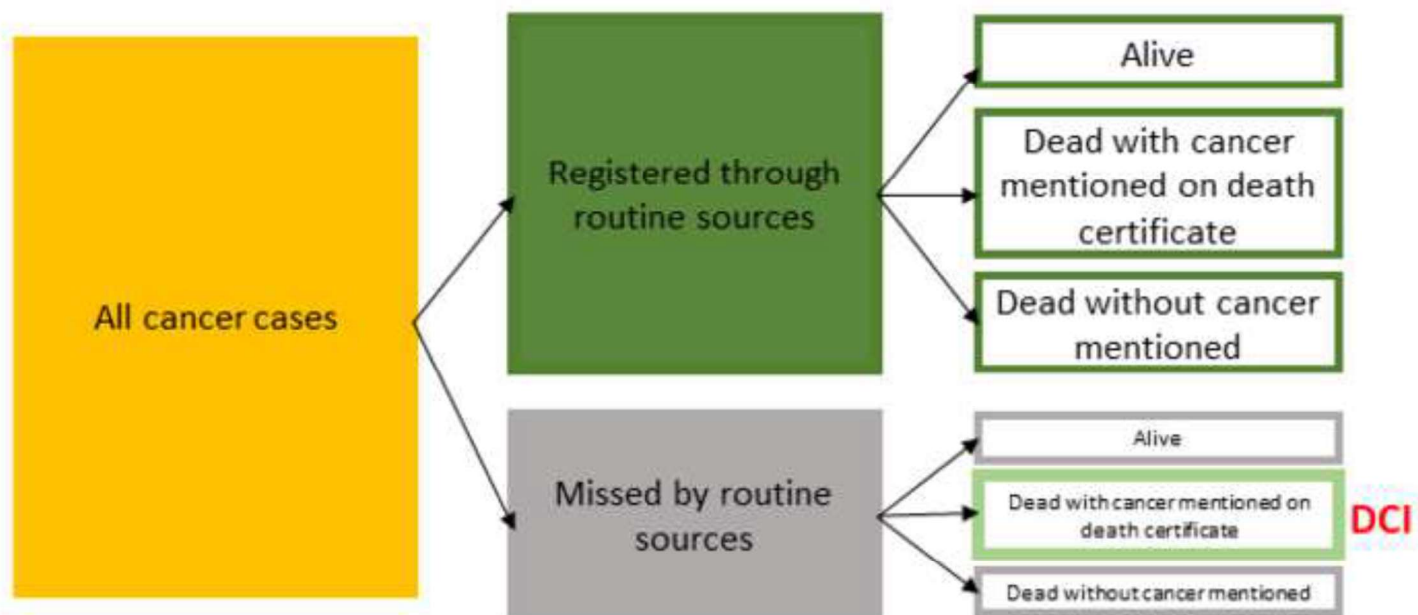 All cancer cases
Registered through
routine sources
Alive
Dead with cancer
mentioned on death
certificate
Dead without cancer
mentioned
Missed by routine
sources
Alive
Dead with cancer mentioned on
death certificate
DCI
Dead without cancer mentioned